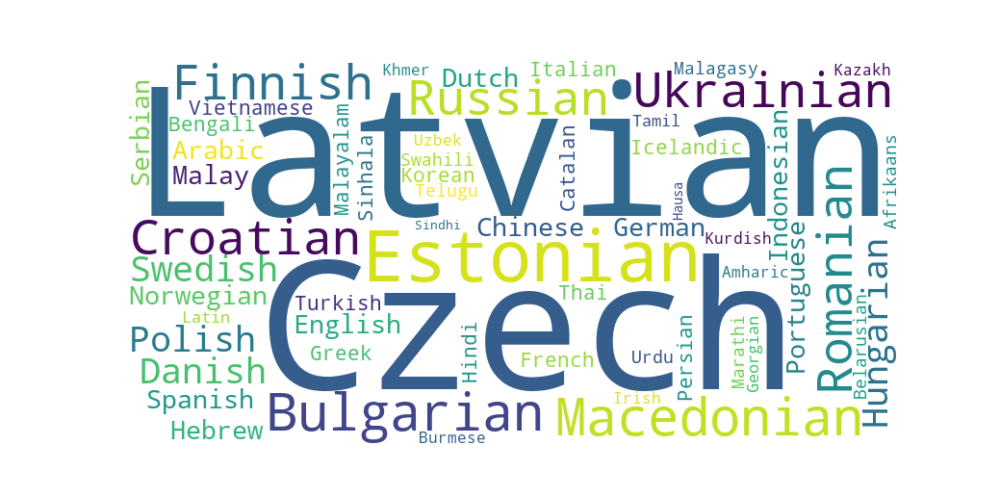 Khmer
Dutch
Italian
Malagasy
Kazakh
Finnish
Russian
Ukrainian
Vietnamese
Serbian
Latvian
Bengali
Malayalam
Uzbek
Tamil
Arabic
Sinhala
Swahili
Catalan
Icelandic
Indonesian
Afrikaans
Malay
Korean
Telugu
Hausa
Romanian
Croatian
Sindhi
Chinese
German
Kurdish
Portuguese
Hungarian
Estonian
Swedish
Amharic
Norwegian
Turkish
Czech
Thai
Latin
English
Polish
Greek
Hindi
French
Urdu
Persian
Marathi
Georgian
Belarusian
Danish
Spanish
Bulgarian
Irish
Macedonian
Hebrew
Burmese